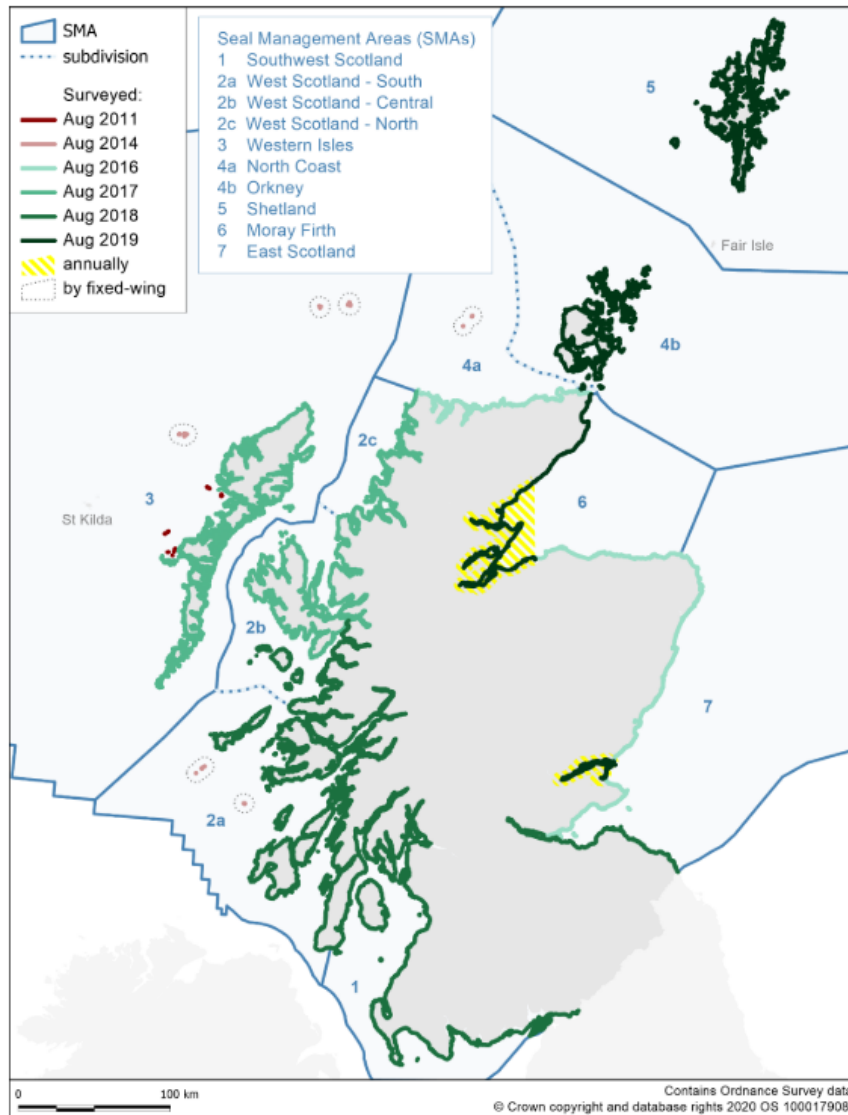 SMA
subdivision
Surveyed:
Aug 2011
Aug 2014
Aug 2016
Aug 2017
Aug 2018
Aug 2019
annually
by fixed-wing
Seal Management Areas (SMAs)
1 Southwest Scotland
2a West Scotland - South
2b West Scotland - Central
2c West Scotland - North
3 Western Isles
4a North Coast
4b Orkney
5 Shetland
6 Moray Firth
7 East Scotland
5
Fair Isle
4b
4a
2c
3
St Kilda
6
2b
7
2a
1
0 100 km
Contains Ordnance Survey data
© Crown copyright and database rights 2020 OS 100017908